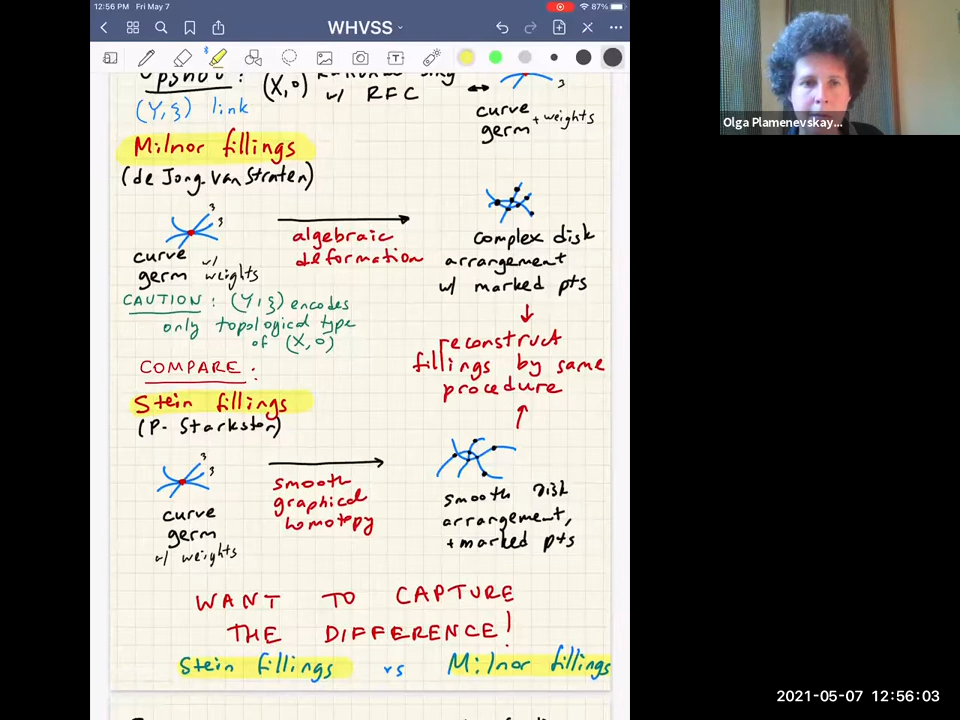 12:56 PM Fri May 7
87%
WHVSS
Upshot : (X,0)
w/ RFC
(Y, ξ) link
3
curve + weights
germ
Milnor fillings
(de Jong-Van Straten)
3
3
curve w/
germ weights
algebraic
deformation
complex disk
arrangement
w/ marked pts
CAUTION : (Y, ξ) encodes
only topological type
of (X,0)
reconstruct
fillings by same
procedure
COMPARE :
Stein fillings
(P- Starkston)
3
3
curve
germ
w/ weights
smooth
graphical
homotopy
smooth disk
arrangement,
+marked pts
WANT TO CAPTURE
THE DIFFERENCE!
Stein fillings vs Milnor fillings
Olga Plamenevskay...
2021-05-07 12:56:03